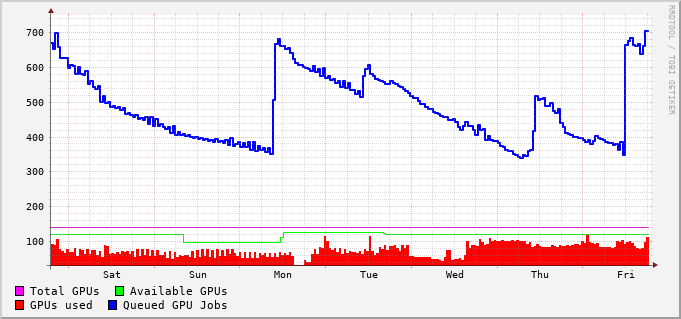 RRDTOOL / TOBI OETIKER
700
600
500
400
300
200
100
Sat Sun Mon Tue Wed Thu Fri
Total GPUs Available GPUs
GPUs used Queued GPU Jobs